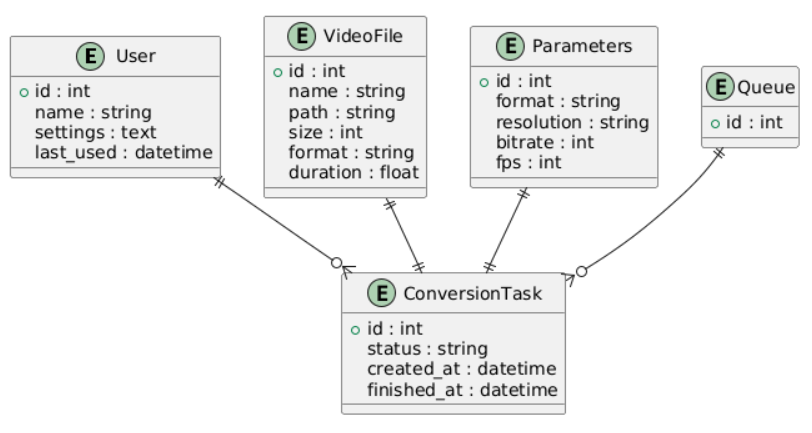 E User
id : int
name : string
settings : text
last_used : datetime
E VideoFile
id : int
name : string
path : string
size : int
format : string
duration : float
E Parameters
id : int
format : string
resolution : string
bitrate : int
fps : int
E Queue
id : int
E ConversionTask
id : int
status : string
created_at : datetime
finished_at : datetime